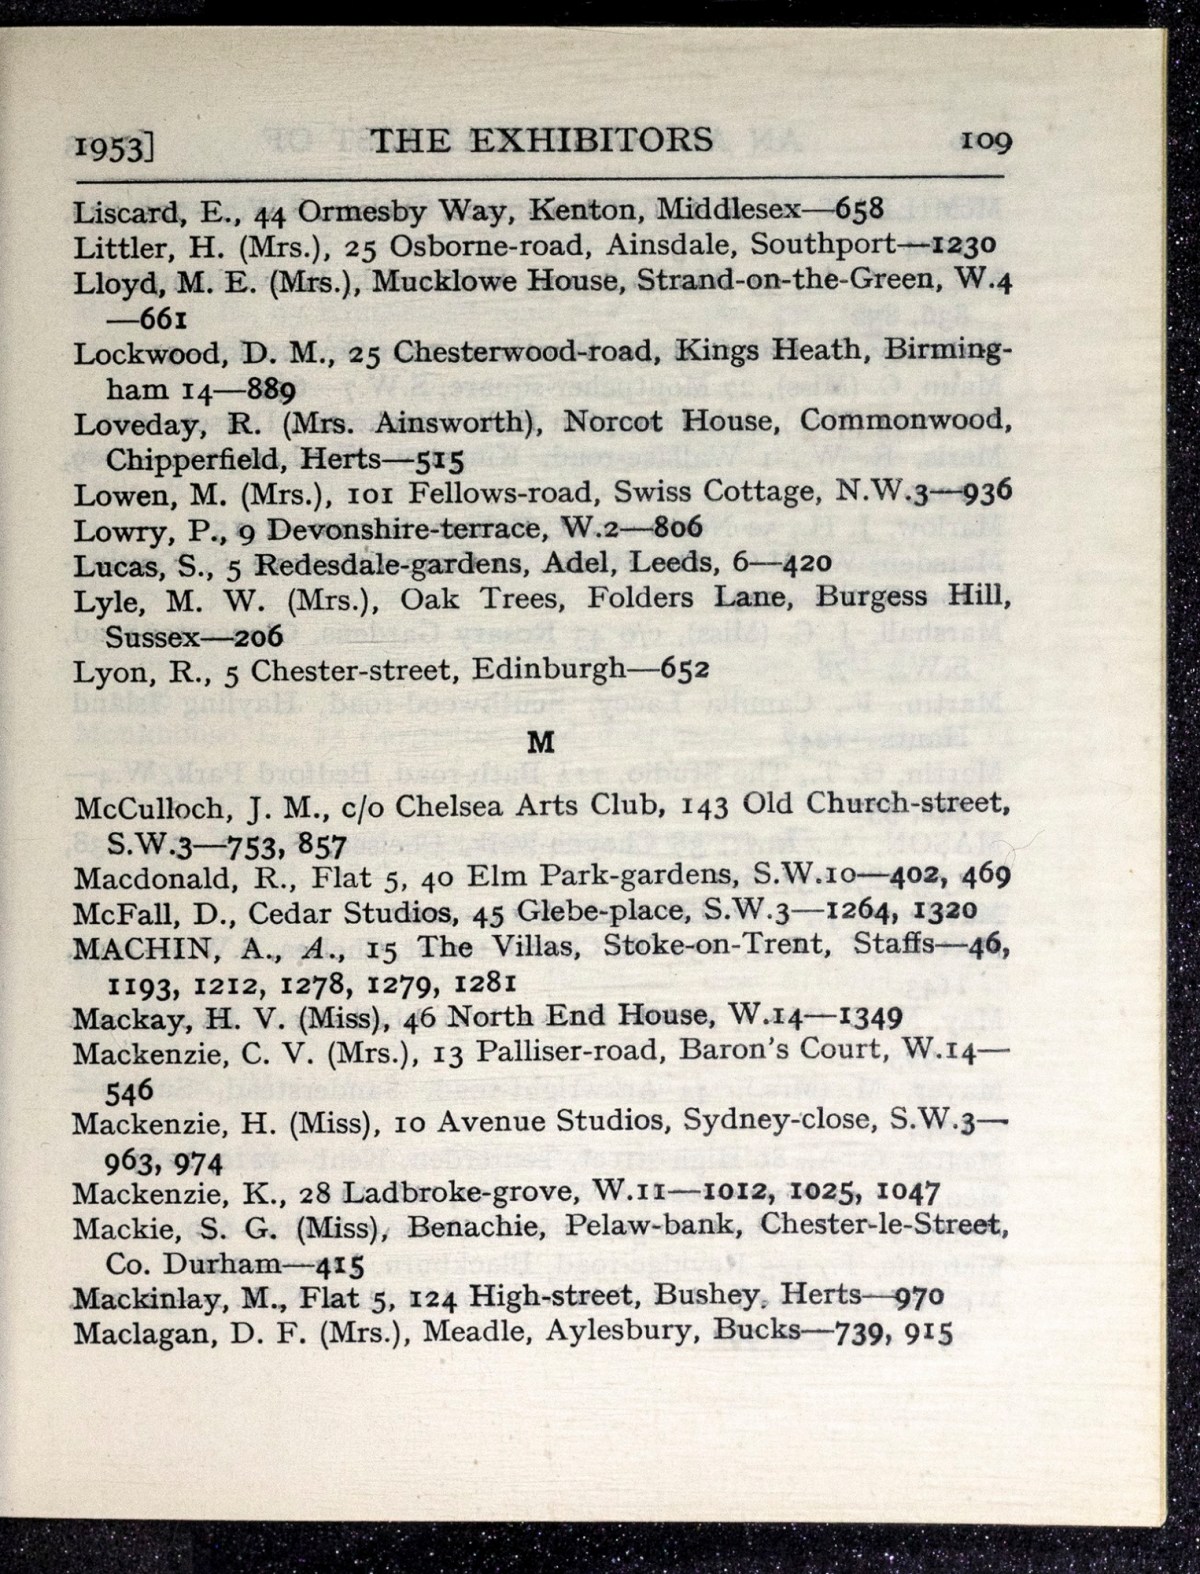 1953] THE EXHIBITORS 109
Liscard, E., 44 Ormesby Way, Kenton, Middlesex—658
Littler, H. (Mrs.), 25 Osborne-road, Ainsdale, Southport—1230
Lloyd, M. E. (Mrs.), Mucklowe House, Strand-on-the-Green, W.4
—661
Lockwood, D. M., 25 Chesterwood-road, Kings Heath, Birming-
ham 14—889
Loveday, R. (Mrs. Ainsworth), Norcot House, Commonwood,
Chipperfield, Herts—515
Lowen, M. (Mrs.), 101 Fellows-road, Swiss Cottage, N.W.3—936
Lowry, P., 9 Devonshire-terrace, W.2—806
Lucas, S., 5 Redesdale-gardens, Adel, Leeds, 6—420
Lyle, M. W. (Mrs.), Oak Trees, Folders Lane, Burgess Hill,
Sussex—206
Lyon, R., 5 Chester-street, Edinburgh—652
M
McCulloch, J. M., c/o Chelsea Arts Club, 143 Old Church-street,
S.W.3—753, 857
Macdonald, R., Flat 5, 40 Elm Park-gardens, S.W.10—402, 469
McFall, D., Cedar Studios, 45 Glebe-place, S.W.3—1264, 1320
MACHIN, A., A., 15 The Villas, Stoke-on-Trent, Staffs—46,
1193, 1212, 1278, 1279, 1281
Mackay, H. V. (Miss), 46 North End House, W.14—1349
Mackenzie, C. V. (Mrs.), 13 Palliser-road, Baron's Court, W.14—
546
Mackenzie, H. (Miss), 10 Avenue Studios, Sydney-close, S.W.3—
963, 974
Mackenzie, K., 28 Ladbroke-grove, W.11—1012, 1025, 1047
Mackie, S. G. (Miss), Benachie, Pelaw-bank, Chester-le-Street,
Co. Durham—415
Mackinlay, M., Flat 5, 124 High-street, Bushey, Herts—970
Maclagan, D. F. (Mrs.), Meadle, Aylesbury, Bucks—739, 915